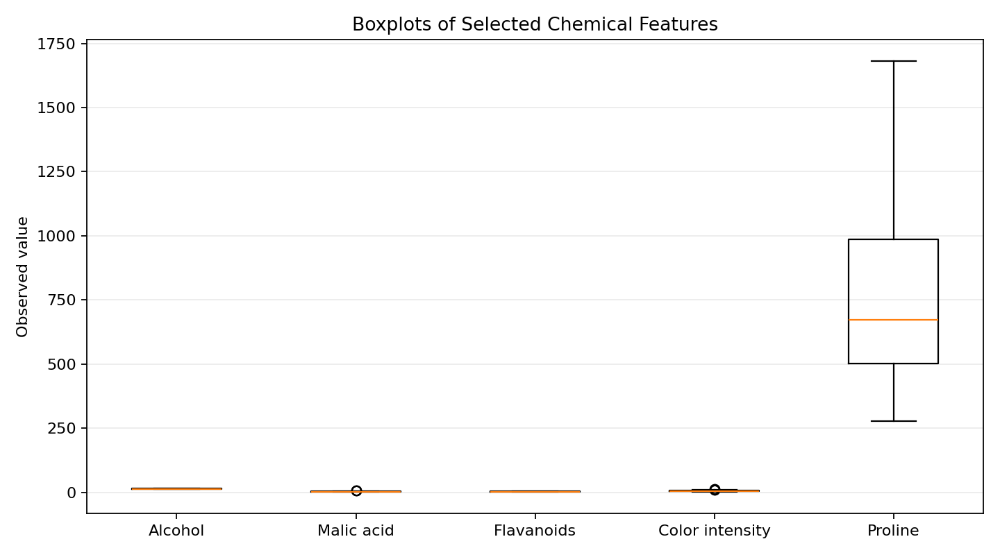 Boxplots of Selected Chemical Features
Observed value
1750
1500
1250
1000
750
500
250
0
Alcohol
Malic acid
Flavanoids
Color intensity
Proline